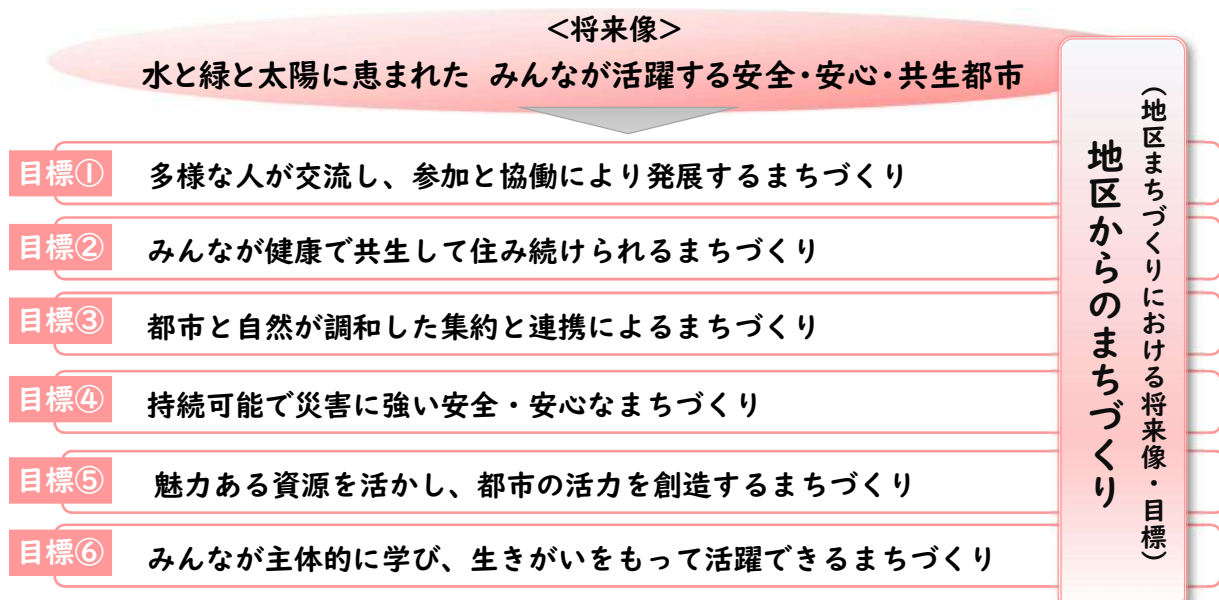 <将来像>
水と緑と太陽に恵まれた みんなが活躍する安全・安心・共生都市
目標① 多様な人が交流し、参加と協働により発展するまちづくり
目標② みんなが健康で共生して住み続けられるまちづくり
目標③ 都市と自然が調和した集約と連携によるまちづくり
目標④ 持続可能で災害に強い安全・安心なまちづくり
目標⑤ 魅力ある資源を活かし、都市の活力を創造するまちづくり
目標⑥ みんなが主体的に学び、生きがいをもって活躍できるまちづくり
(地区まちづくりにおける将来像・目標)
地区からのまちづくり